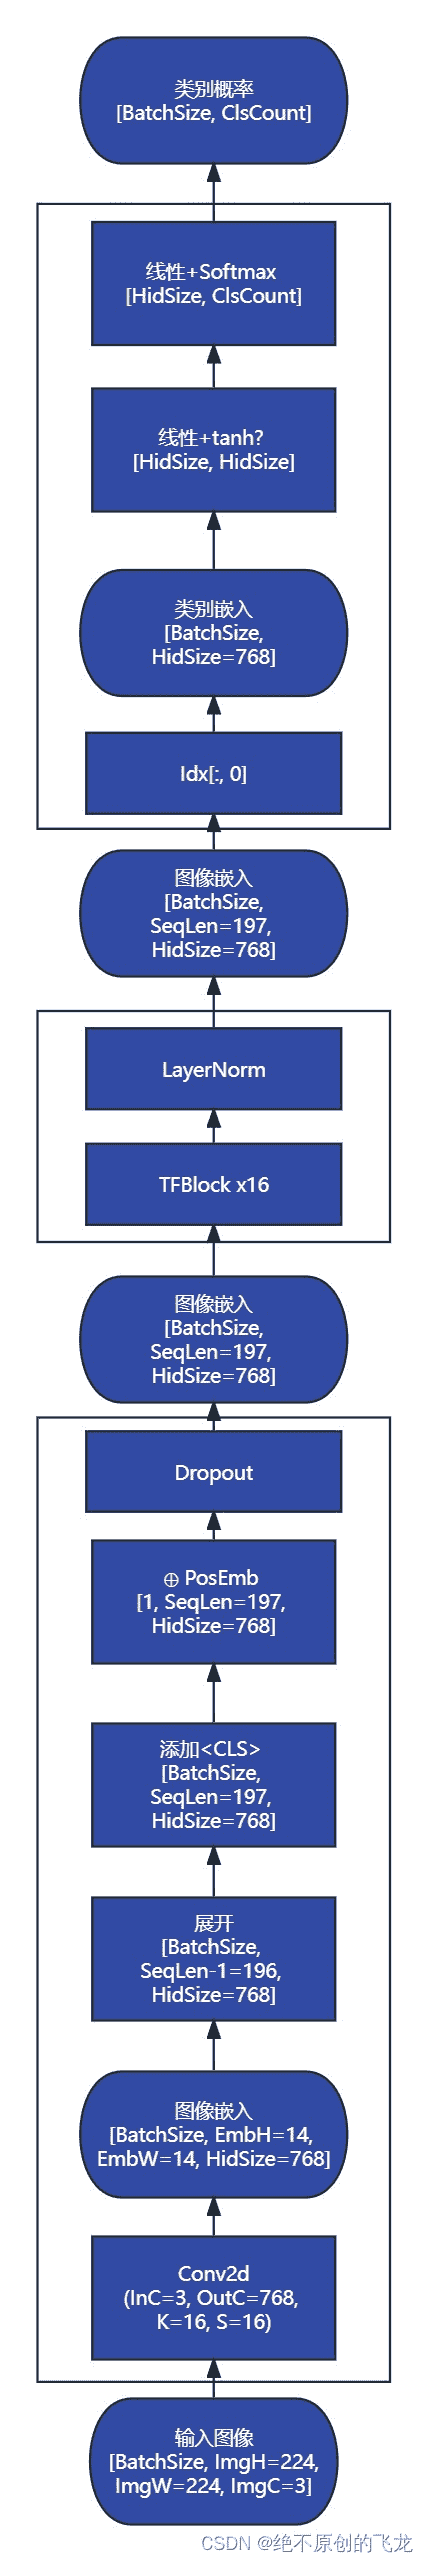 类别概率
[BatchSize, ClsCount]
线性+Softmax
[HidSize, ClsCount]
线性+tanh?
[HidSize, HidSize]
类别嵌入
[BatchSize,
HidSize=768]
Idx[:, 0]
图像嵌入
[BatchSize,
SeqLen=197,
HidSize=768]
LayerNorm
TFBlock x16
图像嵌入
[BatchSize,
SeqLen=197,
HidSize=768]
Dropout
⊕ PosEmb
[1, SeqLen=197,
HidSize=768]
添加<CLS>
[BatchSize,
SeqLen=197,
HidSize=768]
展开
[BatchSize,
SeqLen-1=196,
HidSize=768]
图像嵌入
[BatchSize, EmbH=14,
EmbW=14, HidSize=768]
Conv2d
(InC=3, OutC=768,
K=16, S=16)
输入图像
[BatchSize, ImgH=224,
ImgW=224, ImgC=3]
CSDN @绝不原创的飞龙